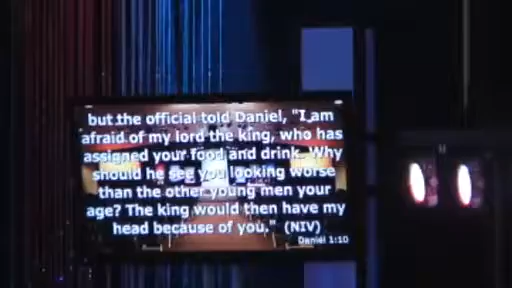 but the official told Daniel, "I am
afraid of my lord the king, who has
assigned your food and drink. Why
should he see you looking worse
than the other young men your
age? The king would then have my
head because of you." (NIV)
Daniel 1:10